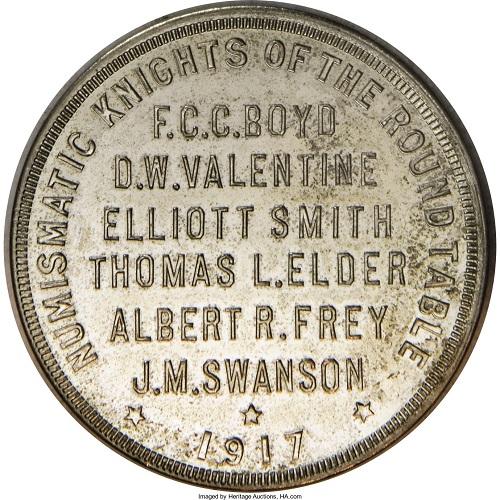 NUMISMATIC KNIGHTS OF THE ROUND TABLE
F.C.C.BOYD
D.W.VALENTINE
ELLIOTT SMITH
THOMAS L.ELDER
ALBERT R.FREY
J.M.SWANSON
1917
Imaged by Heritage Auctions, HA.com